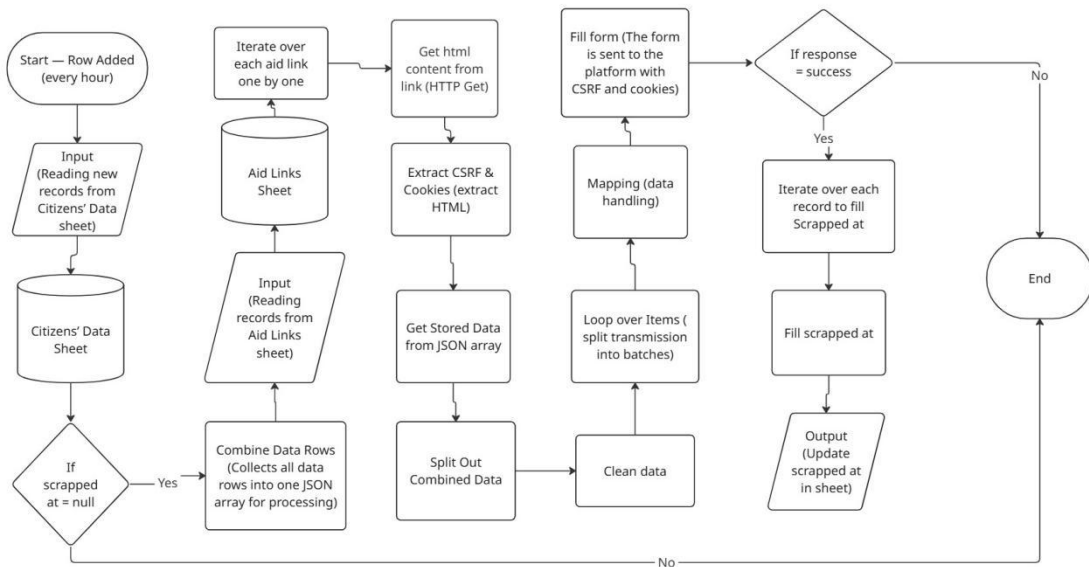 Start — Row Added
(every hour)
Input
(Reading new
records from
Citizens’ Data
sheet)
Citizens’ Data
Sheet
If
scrapped
at = null
Yes
No
Combine Data Rows
(Collects all data
rows into one JSON
array for processing)
Input
(Reading
records from
Aid Links
sheet)
Aid Links
Sheet
Iterate over
each aid link
one by one
Get html
content from
link (HTTP Get)
Extract CSRF &
Cookies (extract
HTML)
Get Stored Data
from JSON array
Split Out
Combined Data
Clean data
Loop over Items (
split transmission
into batches)
Mapping (data
handling)
Fill form (The form
is sent to the
platform with
CSRF and cookies)
If response
= success
No
Yes
Iterate over each
record to fill
Scrapped at
Fill scrapped at
Output
(Update
scrapped at
in sheet)
End